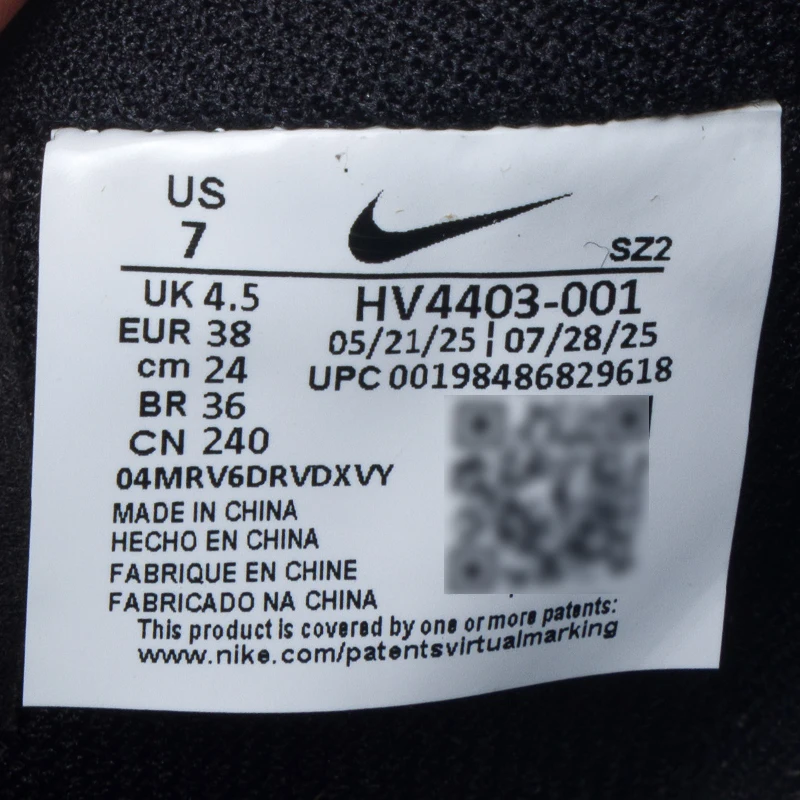 US
7
SZ2
UK 4.5
EUR 38
cm 24
BR 36
CN 240
HV4403-001
05/21/25 ¦ 07/28/25
UPC 00198486829618
04MRV6DRVDXVY
MADE IN CHINA
HECHO EN CHINA
FABRIQUE EN CHINE
FABRICADO NA CHINA
This product is covered by one or more patents:
www.nike.com/patentsvirtualmarking